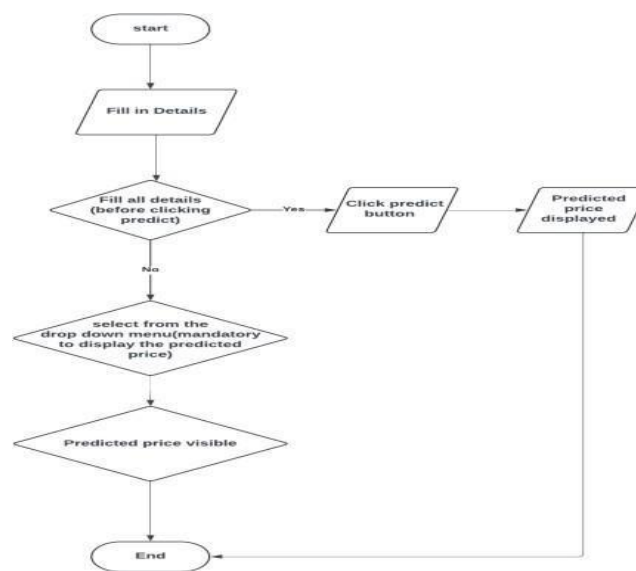 start
Fill in Details
Fill all details
(before clicking
predict)
Yes
Click predict
button
Predicted
price
displayed
No
select from the
drop down menu(mandatory
to display the predicted
price)
Predicted price visible
End